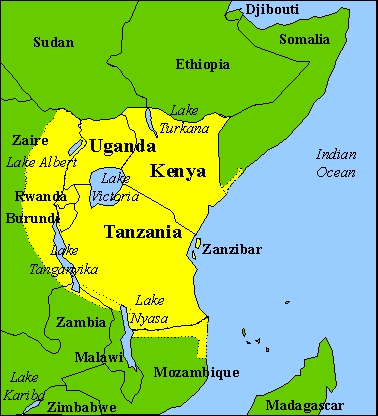 Djibouti
Sudan
Somalia
Ethiopia
Lake
Turkana
Zaire
Uganda
Lake Albert
Kenya
Indian
Ocean
Lake
Victoria
Rwanda
Burundi
Tanzania
Zanzibar
Lake
Tanganyika
Lake
Nyasa
Zambia
Malawi
Mozambique
Lake
Kariba
Zimbabwe
Madagascar